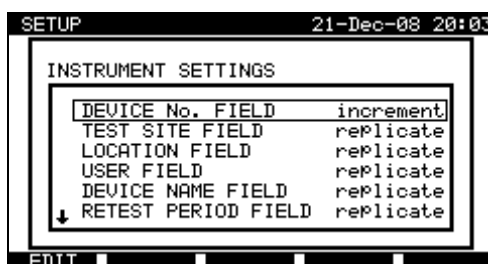 SETUP 21-Dec-08 20:03
INSTRUMENT SETTINGS
DEVICE No. FIELD increment
TEST SITE FIELD replicate
LOCATION FIELD replicate
USER FIELD replicate
DEVICE NAME FIELD replicate
RETEST PERIOD FIELD replicate
EDIT